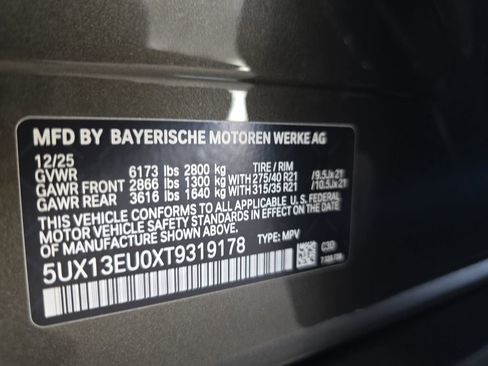 MFD BY BAYERISCHE MOTOREN WERKE AG
12/25
GVWR 6173 lbs 2800 kg TIRE / RIM
GAWR FRONT 2866 lbs 1300 kg WITH 275/40 R21 /9.5Jx21
GAWR REAR 3616 lbs 1640 kg WITH 315/35 R21 /10.5Jx21
THIS VEHICLE CONFORMS TO ALL APPLICABLE U.S. FEDERAL
MOTOR VEHICLE SAFETY STANDARDS IN EFFECT ON THE DATE
OF MANUFACTURE SHOWN ABOVE.
5UX13EU0XT9319178 TYPE: MPV
C3D